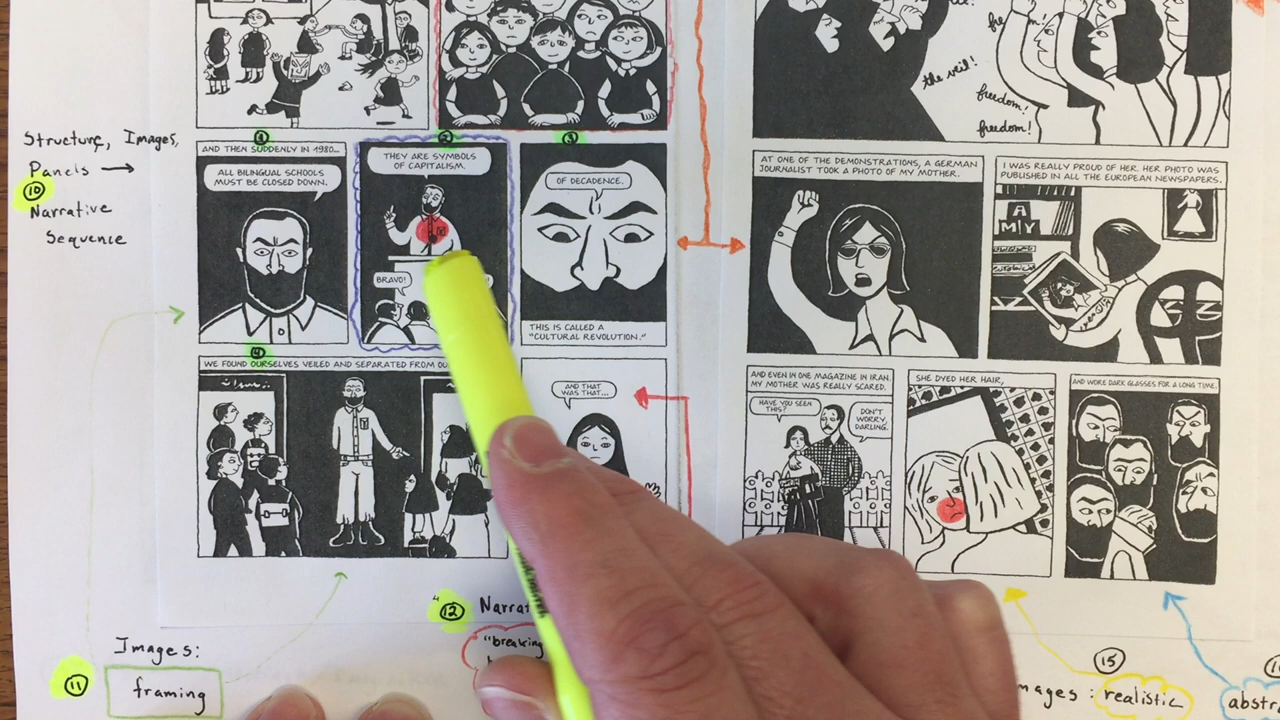 the veil!
freedom!
freedom!
Structure, Images,
Panels →
⑩
Narrative
Sequence
①
②
③
AND THEN SUDDENLY IN 1980...
ALL BILINGUAL SCHOOLS
MUST BE CLOSED DOWN.
THEY ARE SYMBOLS
OF CAPITALISM.
BRAVO!
OF DECADENCE.
THIS IS CALLED A
"CULTURAL REVOLUTION."
④
WE FOUND OURSELVES VEILED AND SEPARATED FROM
AND THAT
WAS THAT...
AT ONE OF THE DEMONSTRATIONS, A GERMAN
JOURNALIST TOOK A PHOTO OF MY MOTHER.
I WAS REALLY PROUD OF HER. HER PHOTO WAS
PUBLISHED IN ALL THE EUROPEAN NEWSPAPERS.
A
MY
AND EVEN IN ONE MAGAZINE IN IRAN.
MY MOTHER WAS REALLY SCARED.
HAVE YOU SEEN
THIS?
DON'T
WORRY,
DARLING.
SHE DYED HER HAIR,
AND WORE DARK GLASSES FOR A LONG TIME.
⑪
Images:
framing
⑫
"breaking
⑮
: realistic